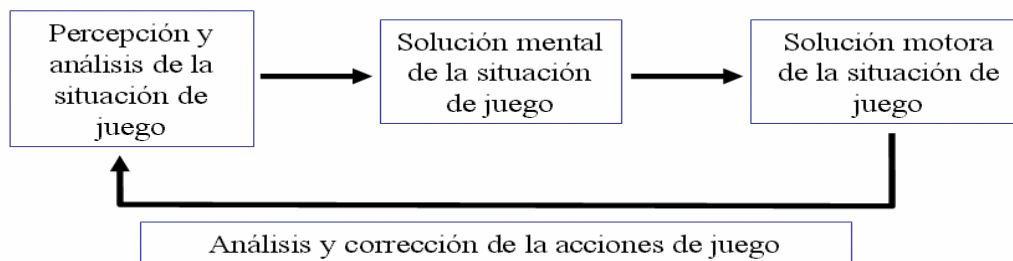 Percepción y
análisis de la
situación de
juego
Solución mental
de la situación
de juego
Solución motora
de la situación de
juego
Análisis y corrección de la acciones de juego